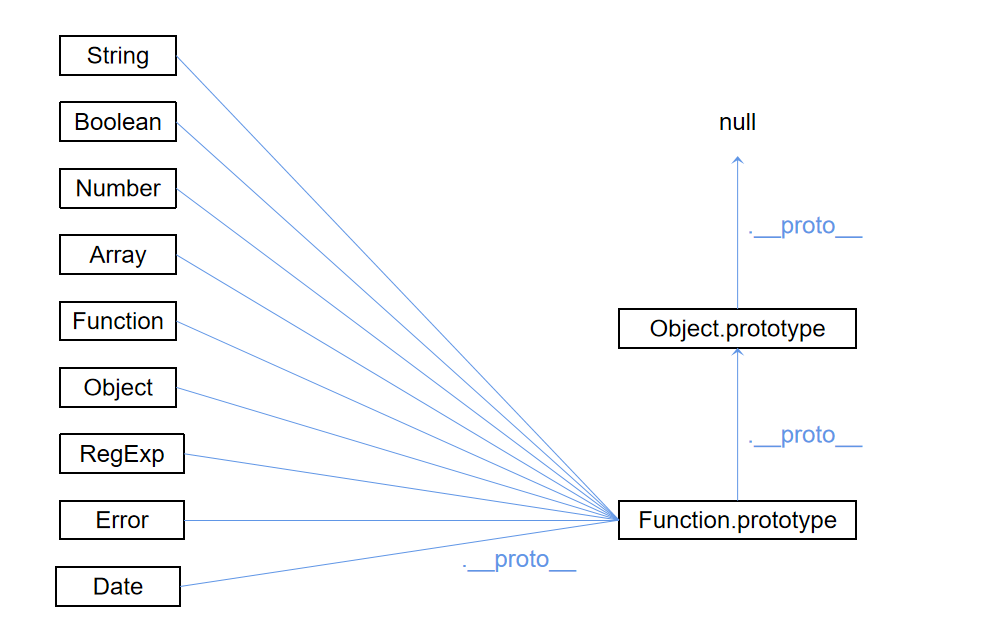 String
Boolean
null
Number
.__proto__
Array
Function
Object.prototype
Object
.__proto__
RegExp
Error
Function.prototype
.__proto__
Date